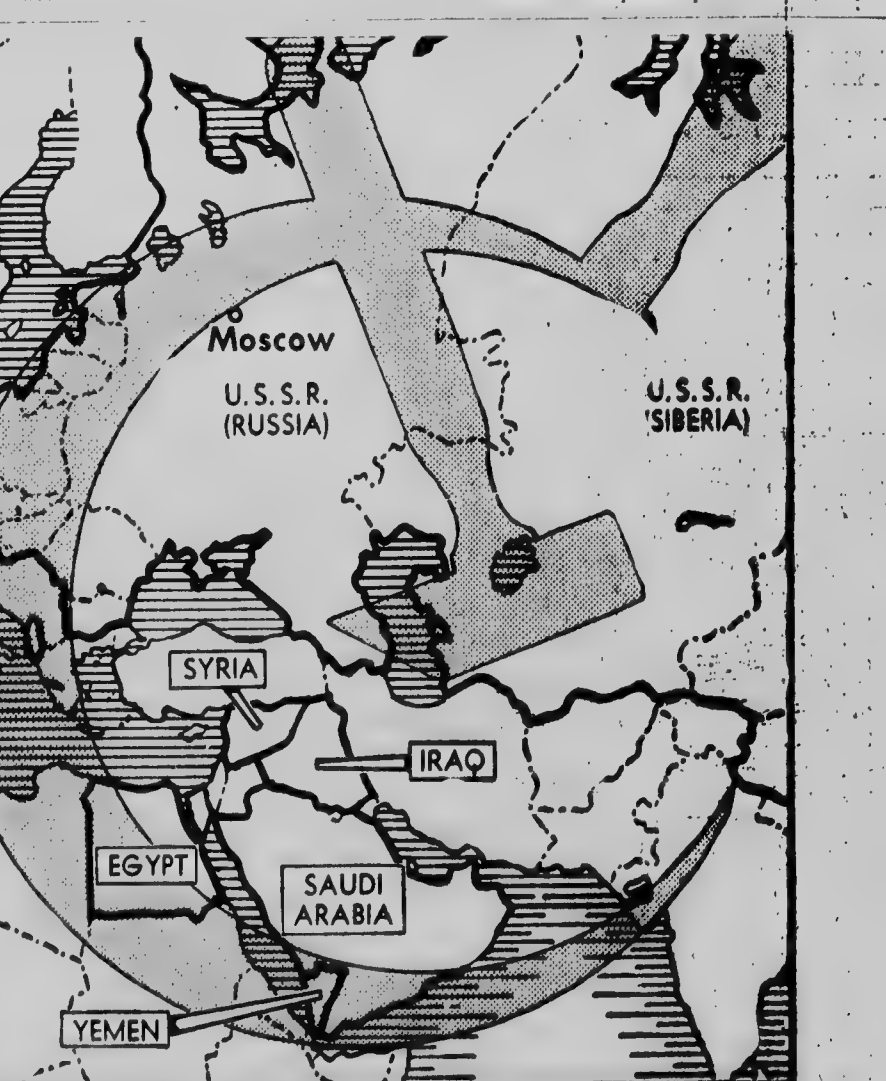 Moscow
U.S.S.R.
(RUSSIA)
U.S.S.R.
(SIBERIA)
SYRIA
IRAQ
EGYPT
SAUDI
ARABIA
YEMEN